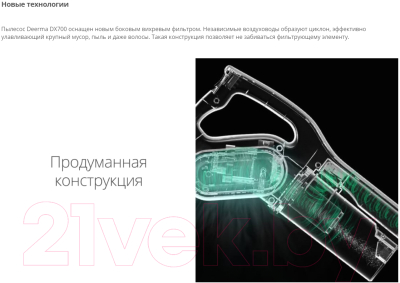 Новые технологии
Пылесос Deerma DX700 оснащен новым боковым вихревым фильтром. Независимые воздуховоды образуют циклон, эффективно
улавливающий крупный мусор, пыль и даже волосы. Такая конструкция позволяет не забиваться фильтрующему элементу.
Продуманная
конструкция
21vek.by